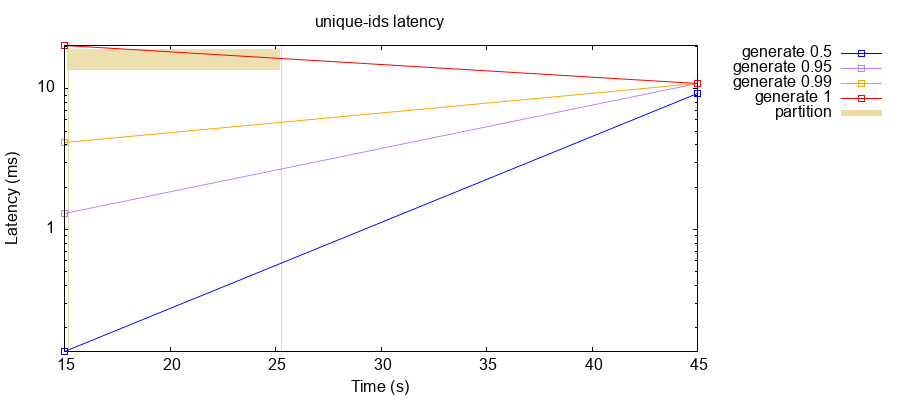 unique-ids latency
generate 0.5
generate 0.95
generate 0.99
generate 1
partition
10
1
Latency (ms)
15 20 25 30 35 40 45
Time (s)